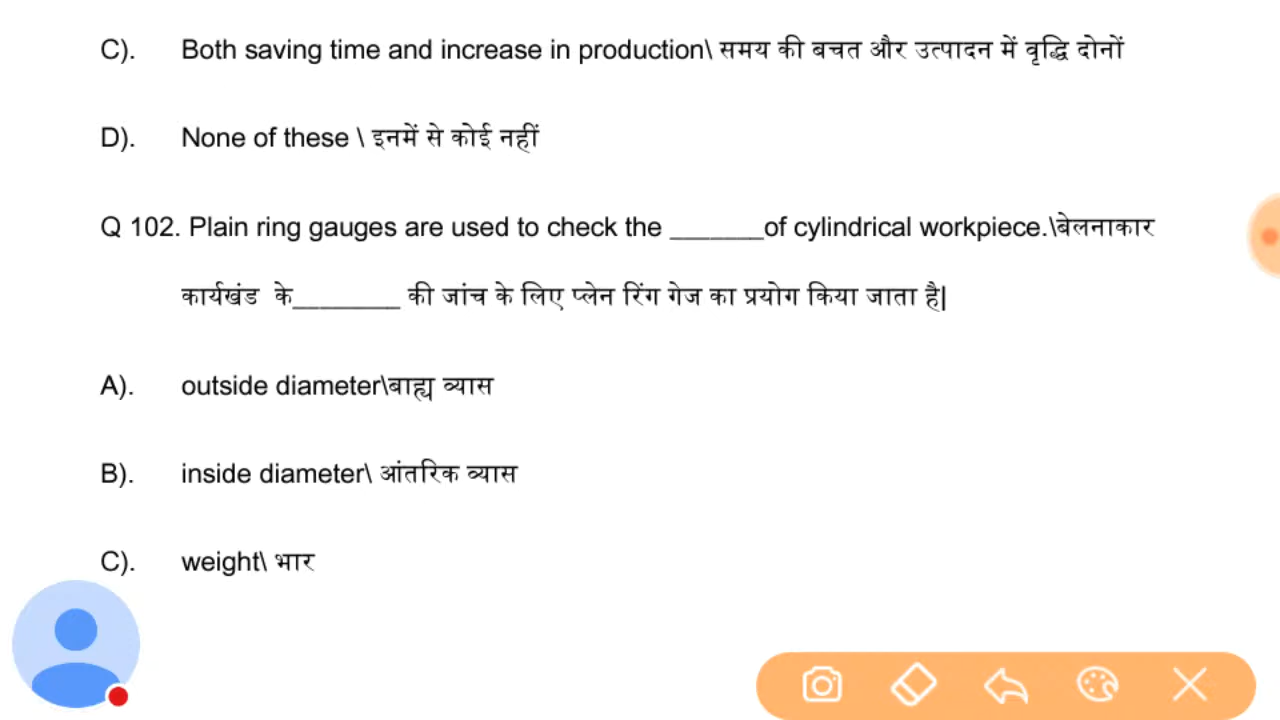 C). Both saving time and increase in production\ समय की बचत और उत्पादन में वृद्धि दोनों
D). None of these \ इनमें से कोई नहीं
Q 102. Plain ring gauges are used to check the _______of cylindrical workpiece.\बेलनाकार
कार्यखंड के________ की जांच के लिए प्लेन रिंग गेज का प्रयोग किया जाता है|
A). outside diameter\बाह्य व्यास
B). inside diameter\ आंतरिक व्यास
C). weight\ भार